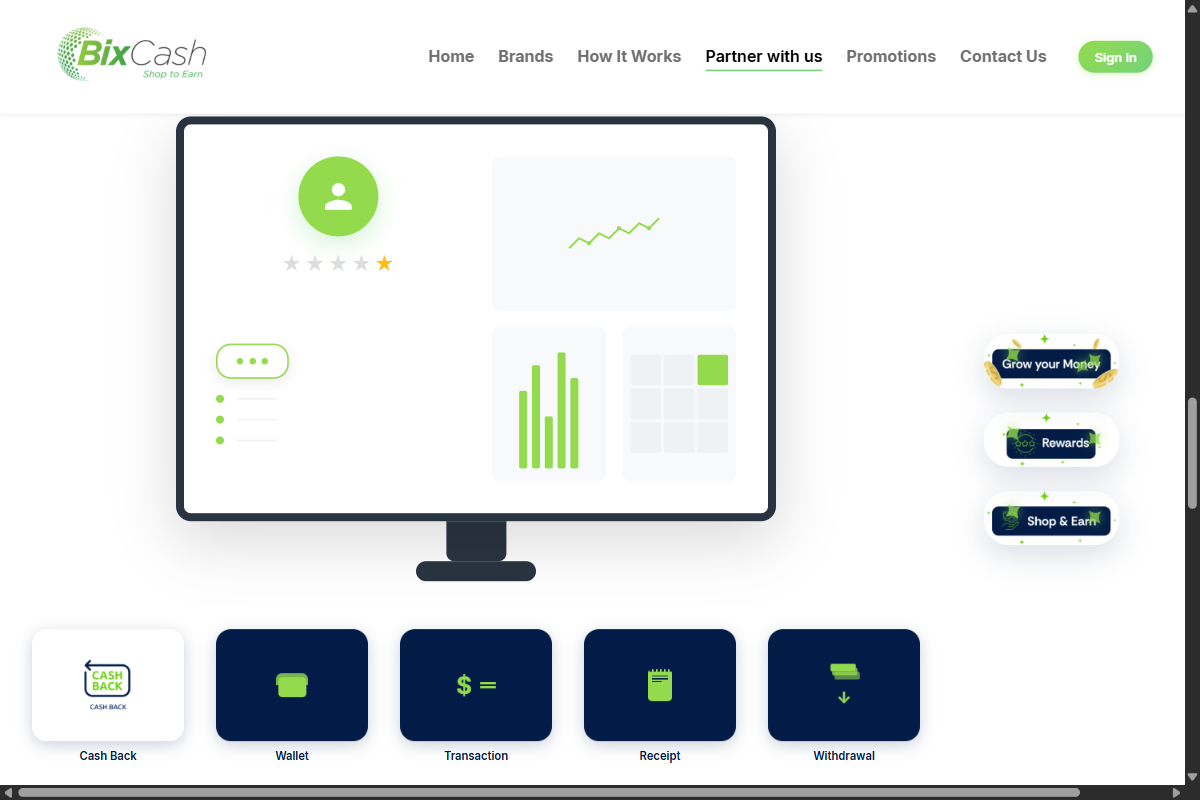 BixCash
Shop to Earn
Home
Brands
How It Works
Partner with us
Promotions
Contact Us
Sign In
Grow your Money
Rewards
Shop & Earn
CASH
BACK
CASH BACK
$ =
Cash Back
Wallet
Transaction
Receipt
Withdrawal